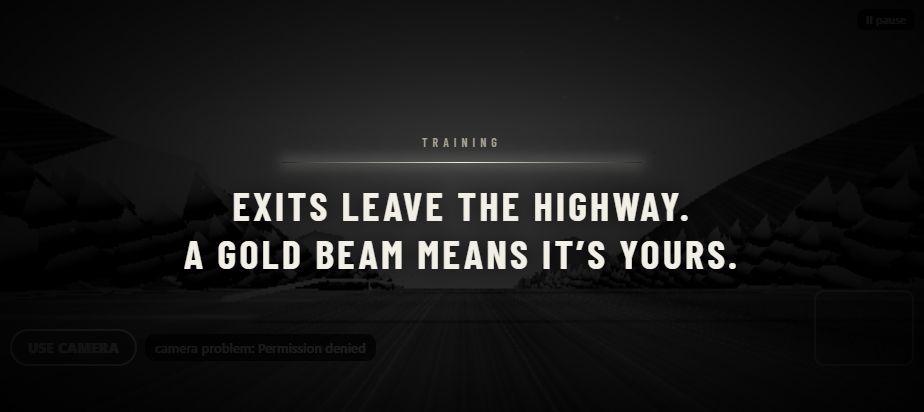 II pause
TRAINING
EXITS LEAVE THE HIGHWAY.
A GOLD BEAM MEANS IT’S YOURS.
USE CAMERA
camera problem: Permission denied